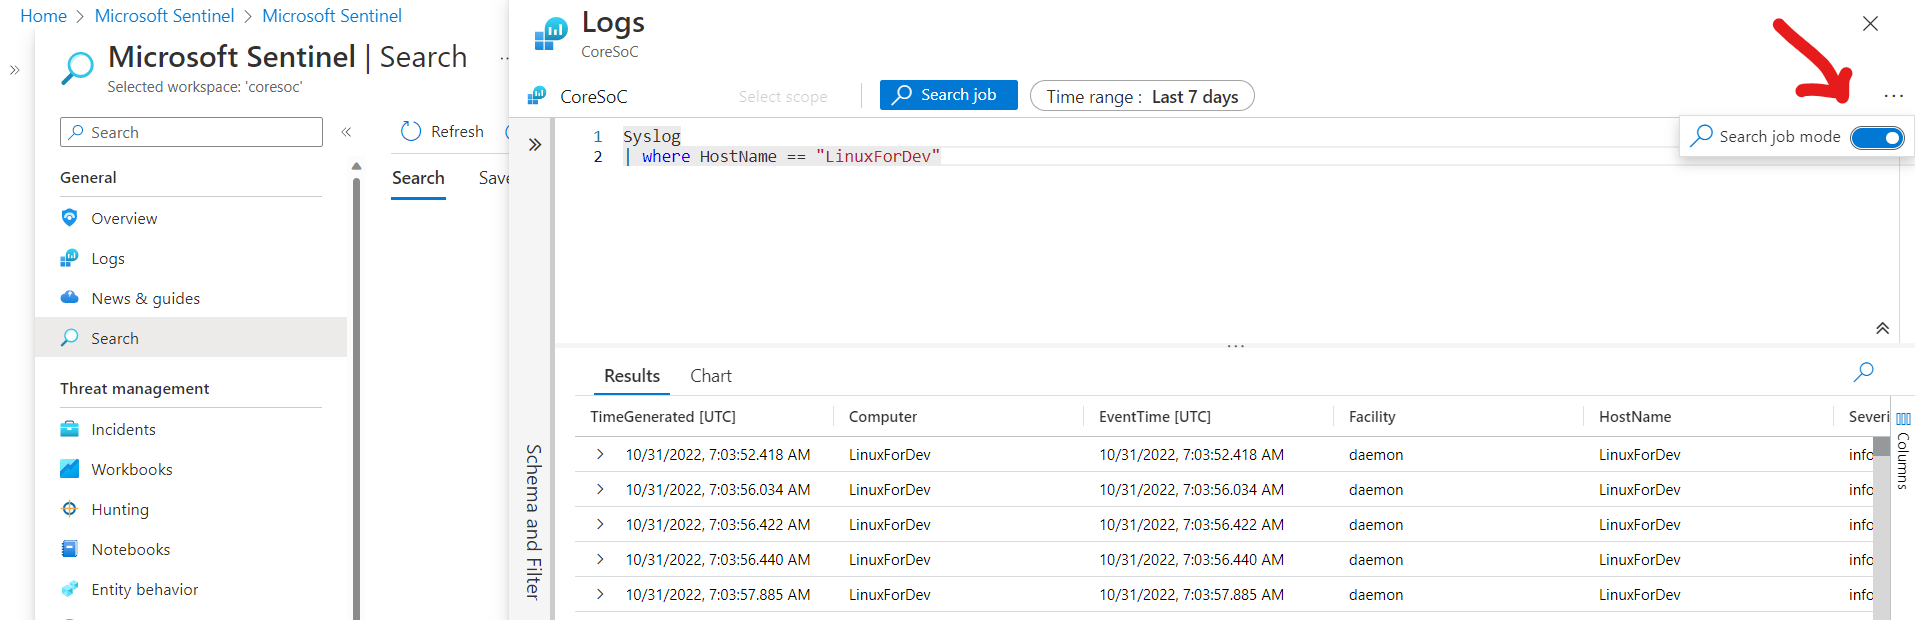 Home > Microsoft Sentinel > Microsoft Sentinel
Microsoft Sentinel | Search ...
Selected workspace: 'coresoc'
Search
General
Overview
Logs
News & guides
Search
Threat management
Incidents
Workbooks
Hunting
Notebooks
Entity behavior
Refresh
Search Save
Logs
CoreSoC
CoreSoC Select scope Search job Time range : Last 7 days ...
Search job mode
1 Syslog
2 | where HostName == "LinuxForDev"
Schema and Filter
Results Chart
TimeGenerated [UTC] Computer EventTime [UTC] Facility HostName Severi
10/31/2022, 7:03:52.418 AM LinuxForDev 10/31/2022, 7:03:52.418 AM daemon LinuxForDev info
10/31/2022, 7:03:56.034 AM LinuxForDev 10/31/2022, 7:03:56.034 AM daemon LinuxForDev info
10/31/2022, 7:03:56.422 AM LinuxForDev 10/31/2022, 7:03:56.422 AM daemon LinuxForDev info
10/31/2022, 7:03:56.440 AM LinuxForDev 10/31/2022, 7:03:56.440 AM daemon LinuxForDev info
10/31/2022, 7:03:57.885 AM LinuxForDev 10/31/2022, 7:03:57.885 AM daemon LinuxForDev info
Columns